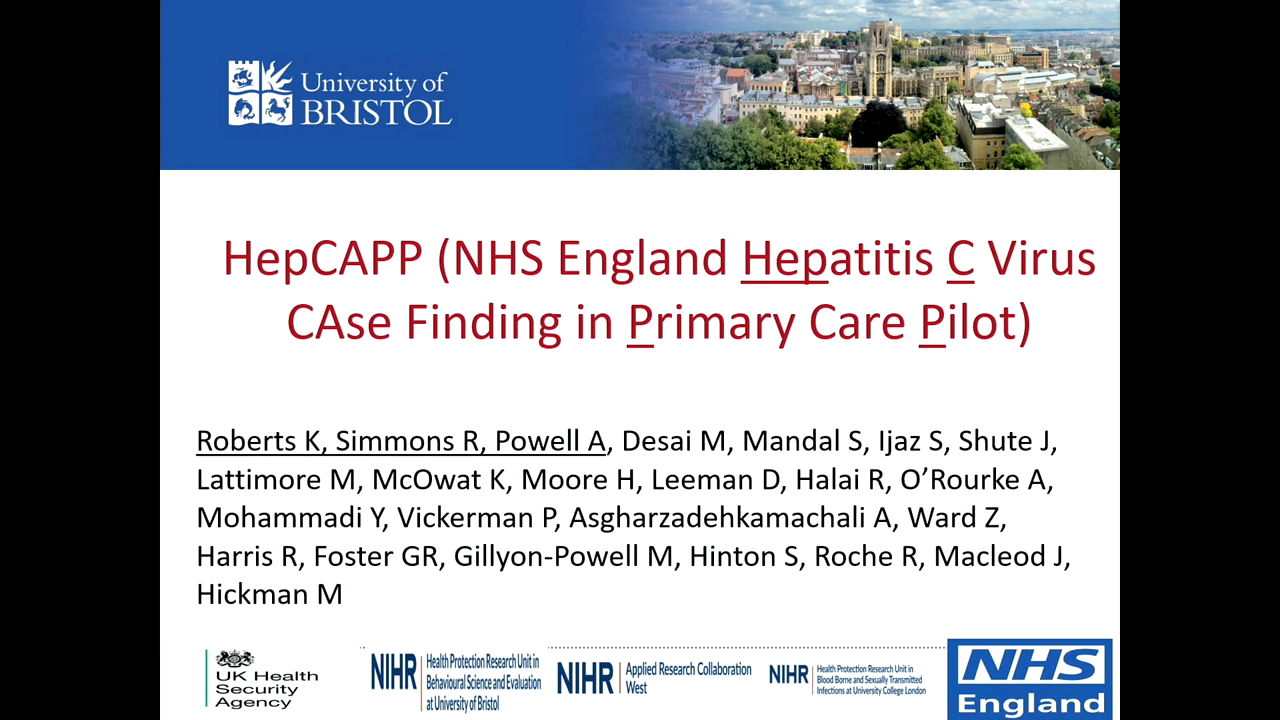 University of
BRISTOL
HepCAPP (NHS England Hepatitis C Virus
CAse Finding in Primary Care Pilot)
Roberts K, Simmons R, Powell A, Desai M, Mandal S, Ijaz S, Shute J,
Lattimore M, McOwat K, Moore H, Leeman D, Halai R, O’Rourke A,
Mohammadi Y, Vickerman P, Asgharzadehkamachali A, Ward Z,
Harris R, Foster GR, Gillyon-Powell M, Hinton S, Roche R, Macleod J,
Hickman M
UK Health
Security
Agency
NIHR
Health Protection Research Unit in
Behavioural Science and Evaluation
at University of Bristol
NIHR
Applied Research Collaboration
West
NIHR
Health Protection Research Unit in
Blood Borne and Sexually Transmitted
Infections at University College London
NHS
England